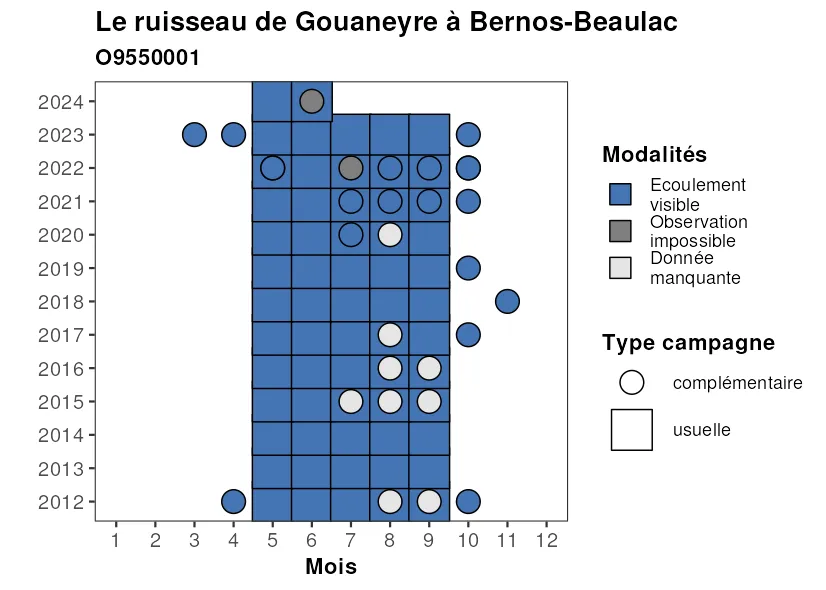 Le ruisseau de Gouaneyre à Bernos-Beaulac
O9550001
2024
2023
2022
2021
2020
2019
2018
2017
2016
2015
2014
2013
2012
1 2 3 4 5 6 7 8 9 10 11 12
Mois
Modalités
Ecoulement
visible
Observation
impossible
Donnée
manquante
Type campagne
complémentaire
usuelle